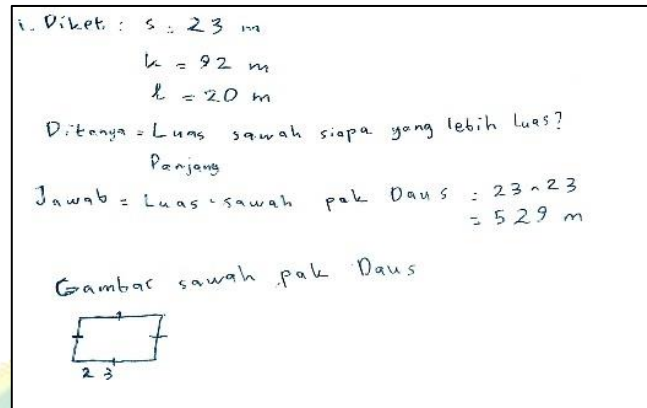 1. Diket : s : 23 m
k = 92 m
l = 20 m
Ditanya = Luas sawah siapa yang lebih luas?
Panjang
Jawab = Luas sawah pak Daus : 23 × 23
= 529 m
Gambar sawah pak Daus
23